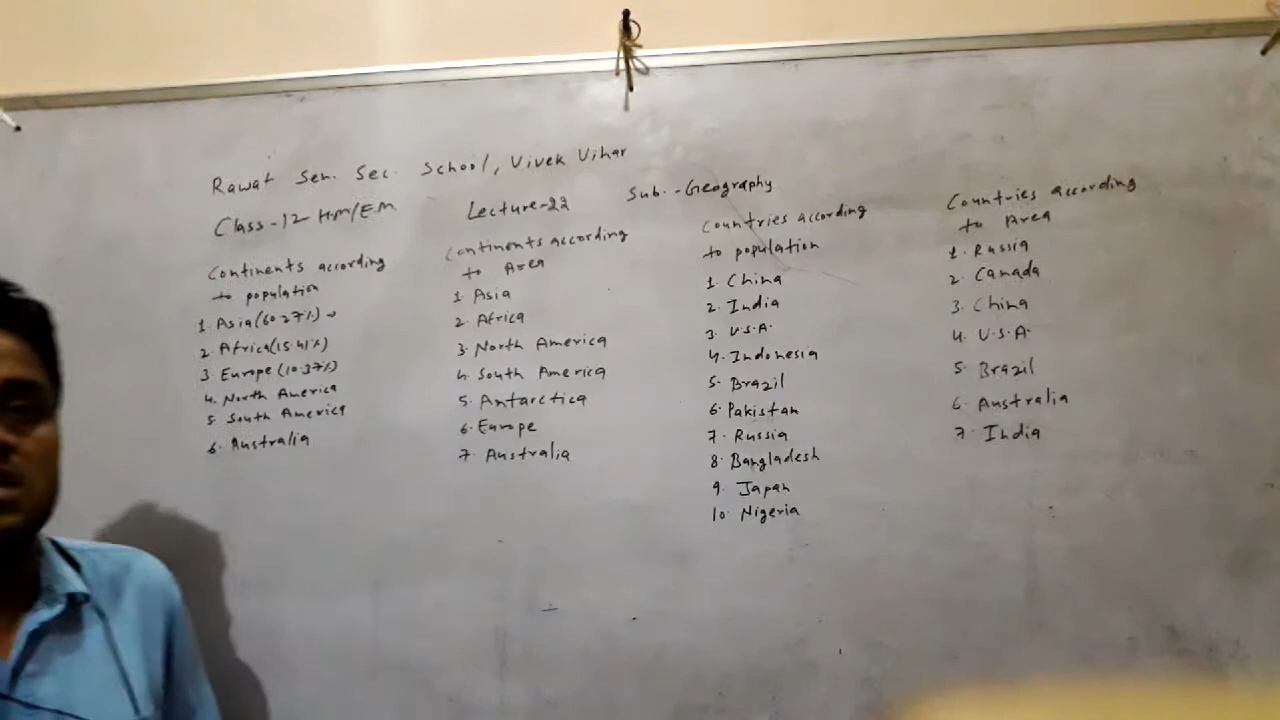 Rawat Sen. Sec. School, Vivek Vihar
Class-12 H.M/E.M Lecture-22 Sub.-Geography
Continents according
to population
1. Asia (60.27%)
2. Africa (15.41%)
3. Europe (10.37%)
4. North America
5. South America
6. Australia
Continents according
to Area
1. Asia
2. Africa
3. North America
4. South America
5. Antarctica
6. Europe
7. Australia
Countries according
to population
1. China
2. India
3. U.S.A.
4. Indonesia
5. Brazil
6. Pakistan
7. Russia
8. Bangladesh
9. Japan
10. Nigeria
Countries according
to Area
1. Russia
2. Canada
3. China
4. U.S.A.
5. Brazil
6. Australia
7. India